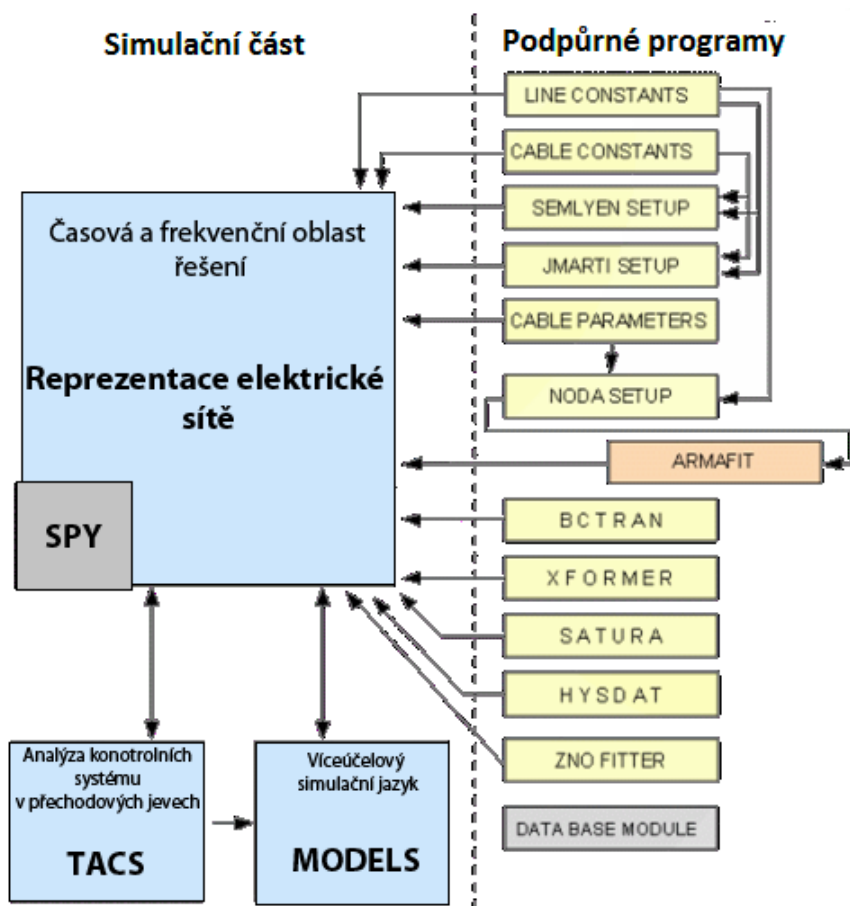 Simulační část
Časová a frekvenční oblast
řešení
Reprezentace elektrické
sítě
SPY
Analýza konotrolních
systému
v přechodových jevech
TACS
Víceúčelový
simulační jazyk
MODELS
Podpůrné programy
LINE CONSTANTS
CABLE CONSTANTS
SEMLYEN SETUP
JMARTI SETUP
CABLE PARAMETERS
NODA SETUP
ARMAFIT
BCTRAN
XFORMER
SATURA
HYSDAT
ZNO FITTER
DATA BASE MODULE